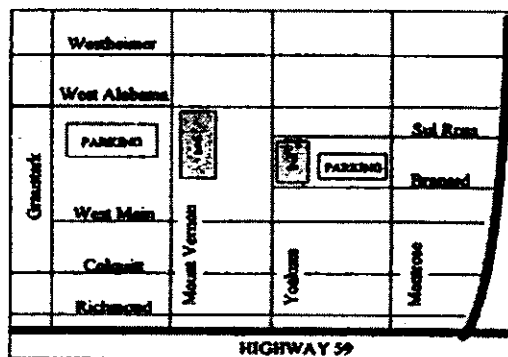 Westheimer
West Alabama
Sul Ross
PARKING
PARKING
Branard
Graustark
West Main
Mount Vernon
Yoakum
Montrose
Colquitt
Richmond
HIGHWAY 59